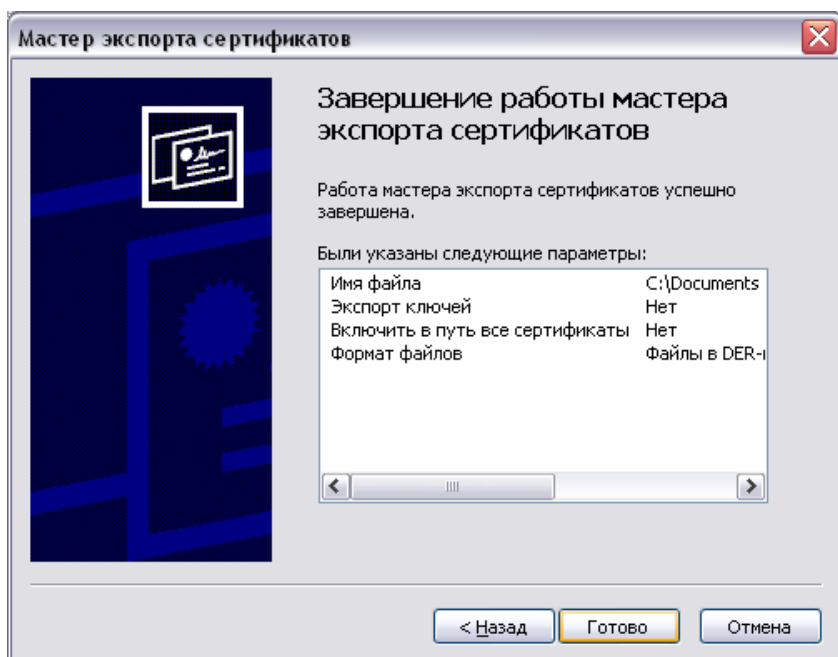 Мастер экспорта сертификатов
Завершение работы мастера
экспорта сертификатов
Работа мастера экспорта сертификатов успешно
завершена.
Были указаны следующие параметры:
Имя файла C:\Documents
Экспорт ключей Нет
Включить в путь все сертификаты Нет
Формат файлов Файлы в DER-
< Назад Готово Отмена